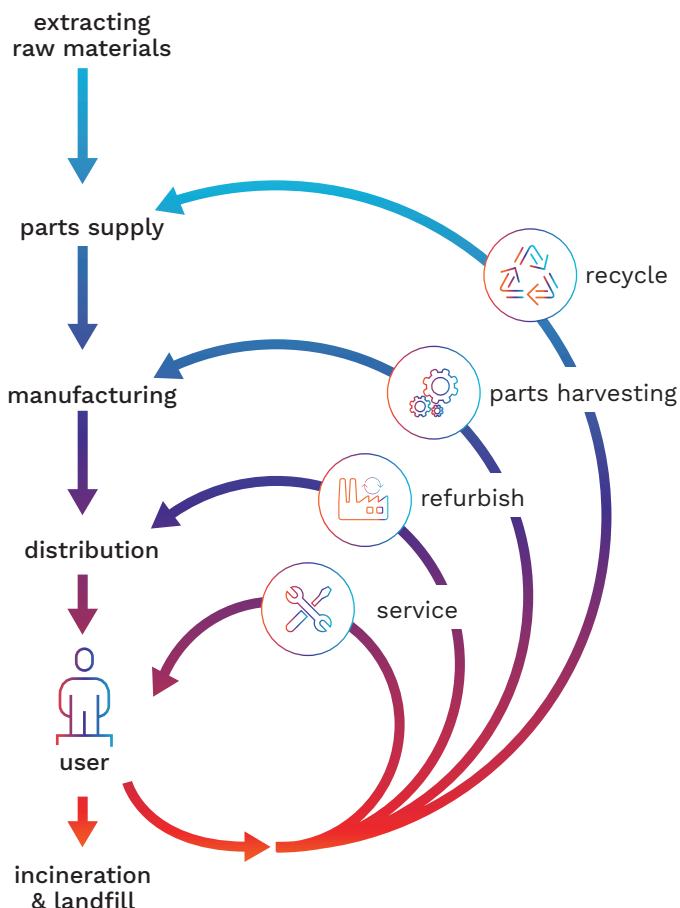 extracting
raw materials
parts supply
recycle
manufacturing
parts harvesting
refurbish
distribution
service
user
incineration
& landfill